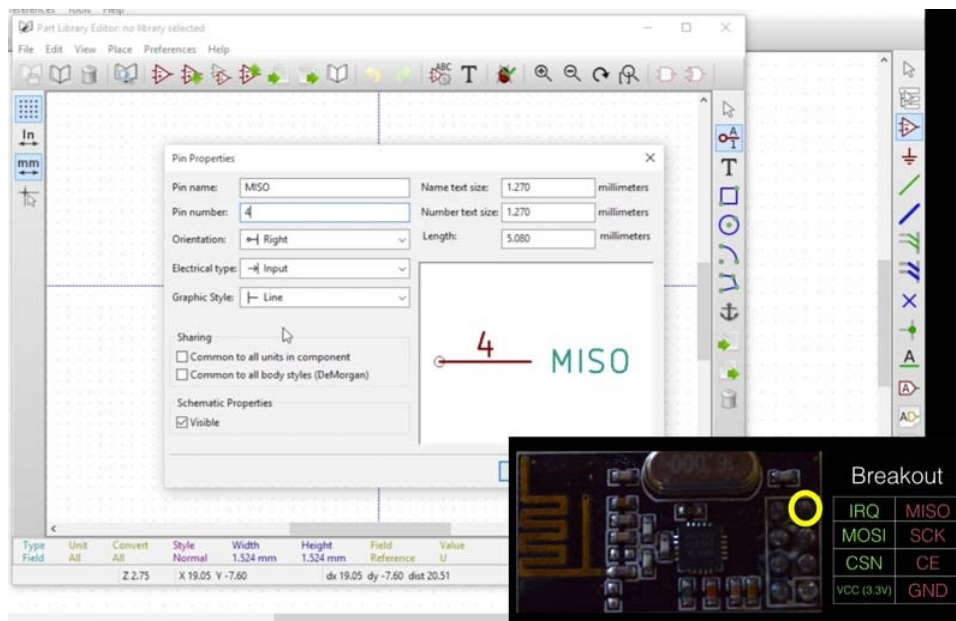 Part Library Editor: no library selected
File Edit View Place Preferences Help
ABC T
In
mm
A
1
T
Pin Properties
Pin name: MISO
Name text size: 1.270 millimeters
Pin number: 4
Number text size: 1.270 millimeters
Orientation: Right
Length: 5.080 millimeters
Electrical type: Input
Graphic Style: Line
Sharing
Common to all units in component
Common to all body styles (DeMorgan)
Schematic Properties
Visible
4
MISO
A
A
AD
Type Unit Convert Style Width Height Field Value
Field All All Normal 1.524 mm 1.524 mm Reference U
Z 2.75 X 19.05 Y -7.60 dx 19.05 dy -7.60 dist 20.51
Breakout
IRQ MISO
MOSI SCK
CSN CE
VCC (3.3V) GND